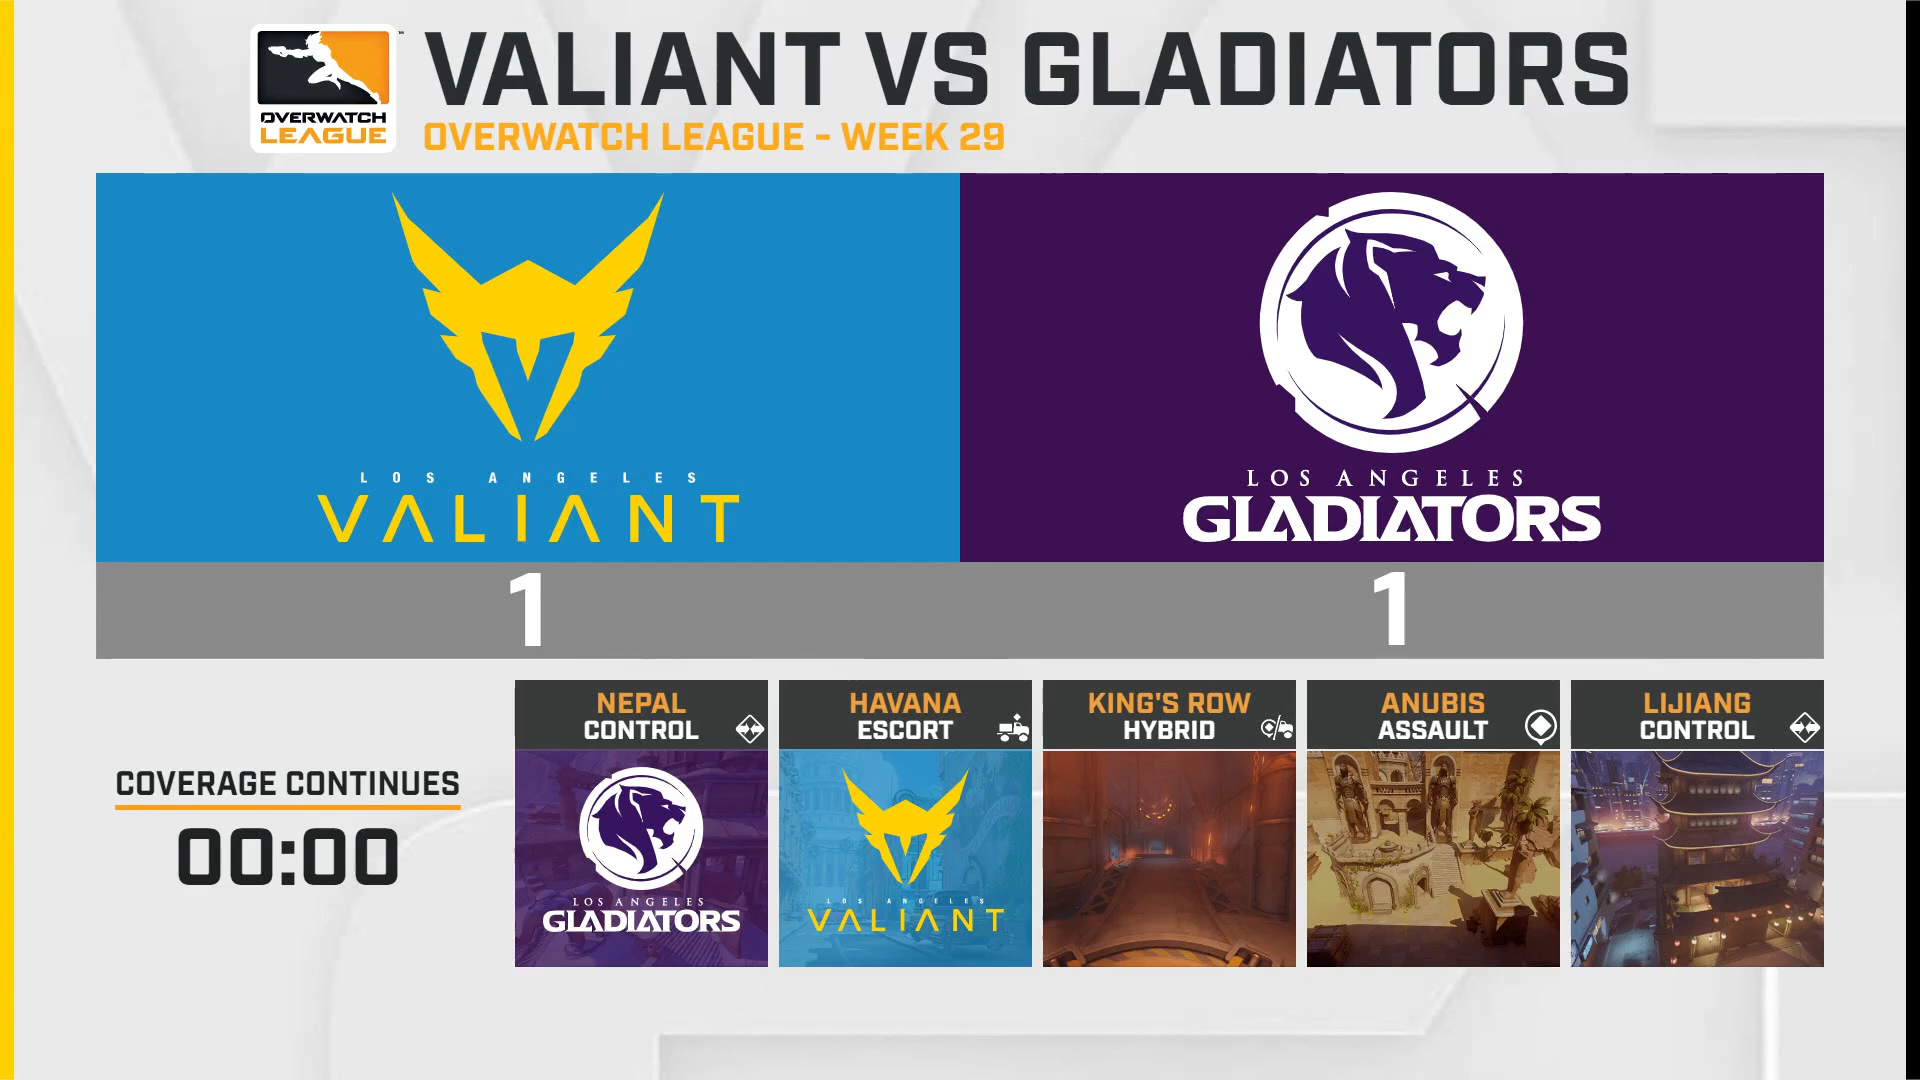 OVERWATCH
LEAGUE
VALIANT VS GLADIATORS
OVERWATCH LEAGUE - WEEK 29
LOS ANGELES
VALIANT
LOS ANGELES
GLADIATORS
1
1
COVERAGE CONTINUES
00:00
NEPAL
CONTROL
LOS ANGELES
GLADIATORS
HAVANA
ESCORT
LOS ANGELES
VALIANT
KING'S ROW
HYBRID
ANUBIS
ASSAULT
LIJIANG
CONTROL